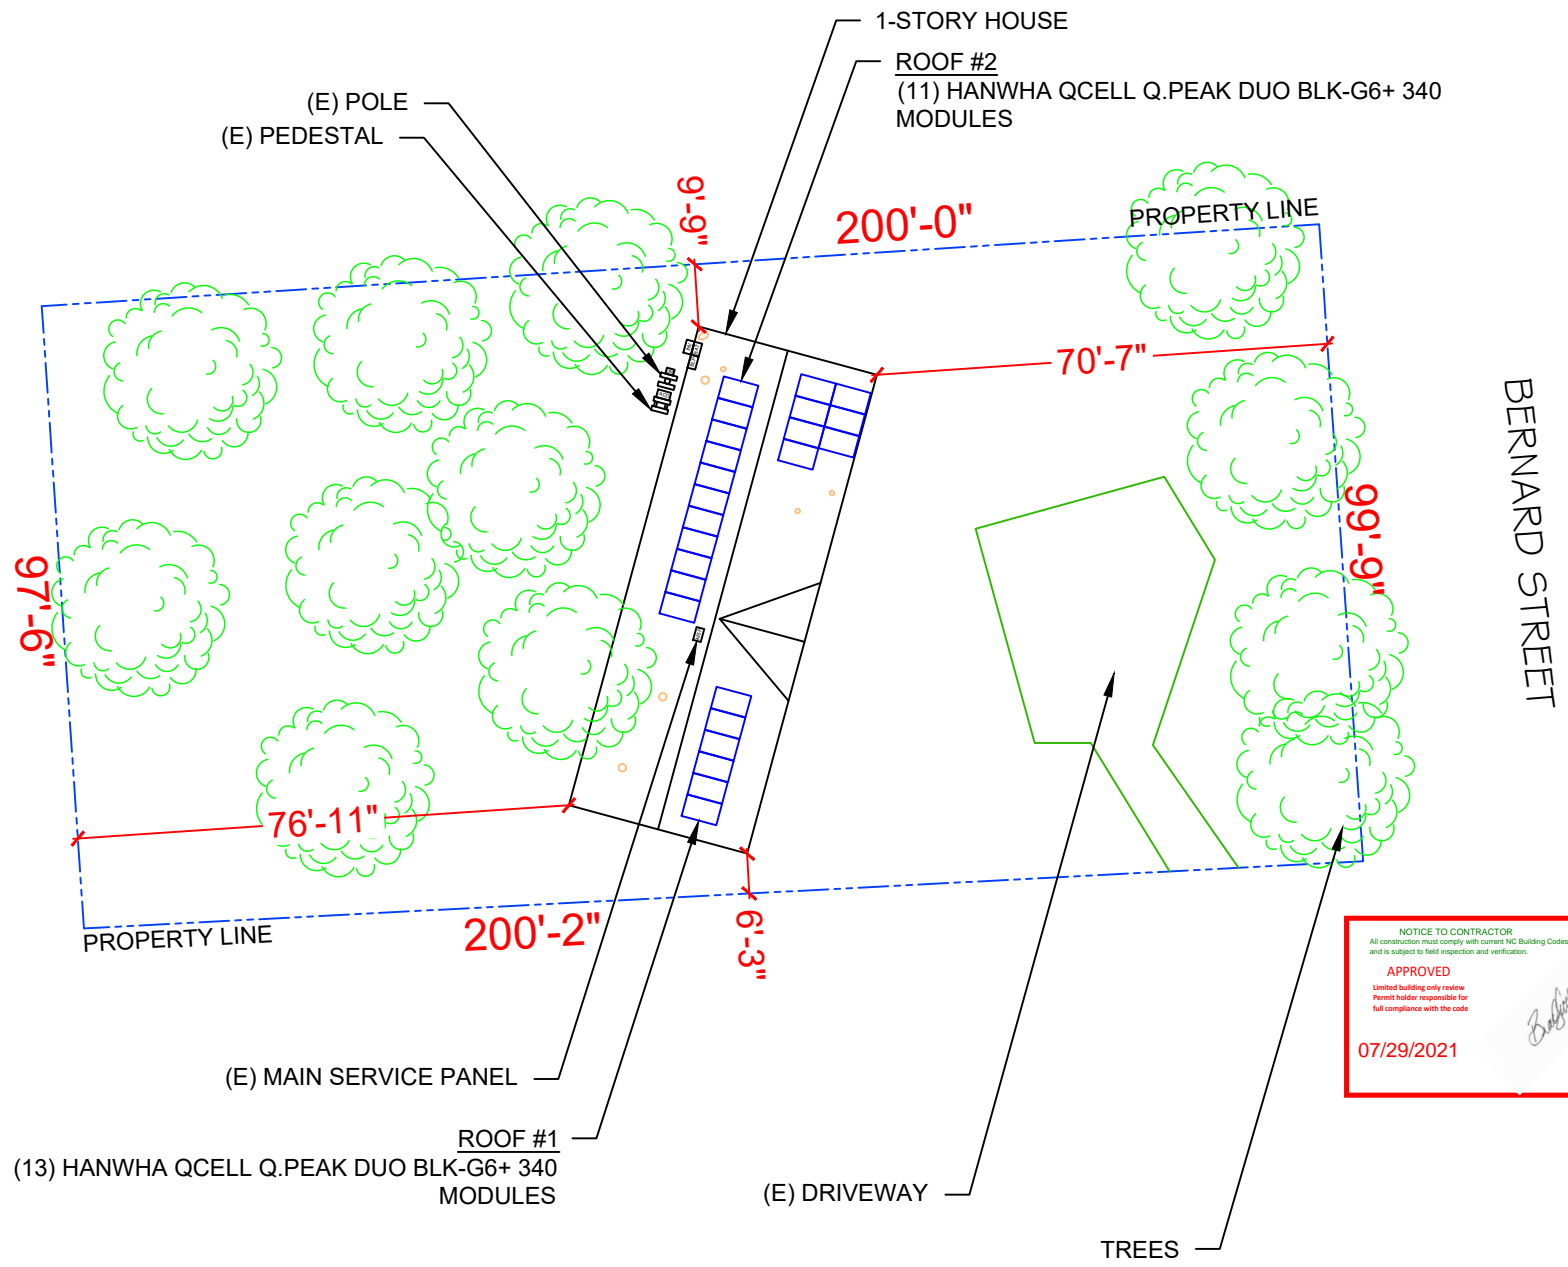 1-STORY HOUSE
ROOF #2
(11) HANWHA QCELL Q.PEAK DUO BLK-G6+ 340
MODULES
(E) POLE
(E) PEDESTAL
9'-9"
200'-0"
PROPERTY LINE
70'-7"
BERNARD STREET
99'-9"
97'-6"
76'-11"
PROPERTY LINE
200'-2"
6'-3"
NOTICE TO CONTRACTOR
All construction must comply with current NC Building Codes
and is subject to field inspection and verification.
APPROVED
Limited building only review
Permit holder responsible for
full compliance with the code
07/29/2021
(E) MAIN SERVICE PANEL
ROOF #1
(13) HANWHA QCELL Q.PEAK DUO BLK-G6+ 340
MODULES
(E) DRIVEWAY
TREES